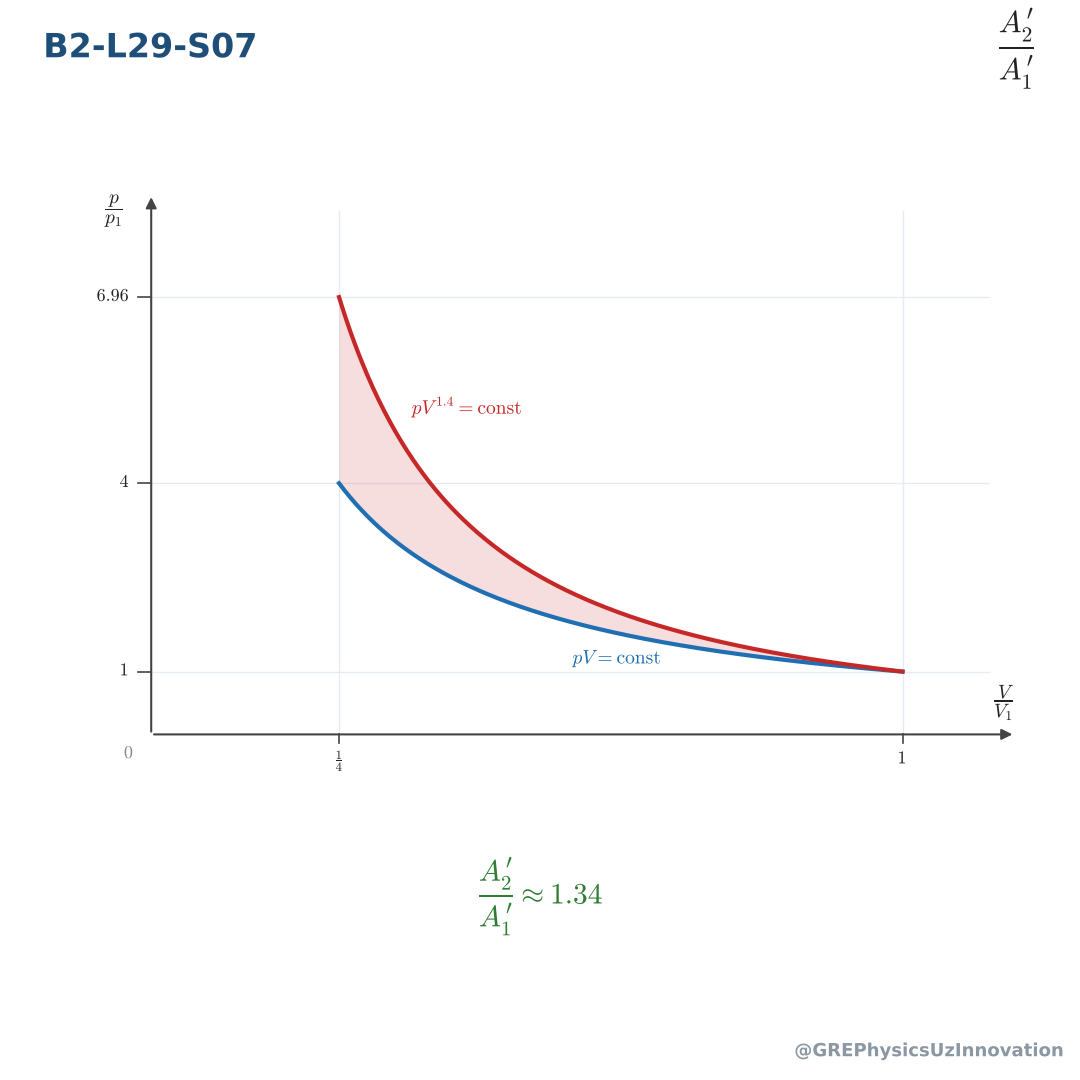 B2-L29-S07
A₂′/A₁′
p/p₁
6.96
pV^1.4 = const
4
pV = const
1
V/V₁
0
1/4
1
A₂′/A₁′ ≈ 1.34
@GREPhysicsUzInnovation